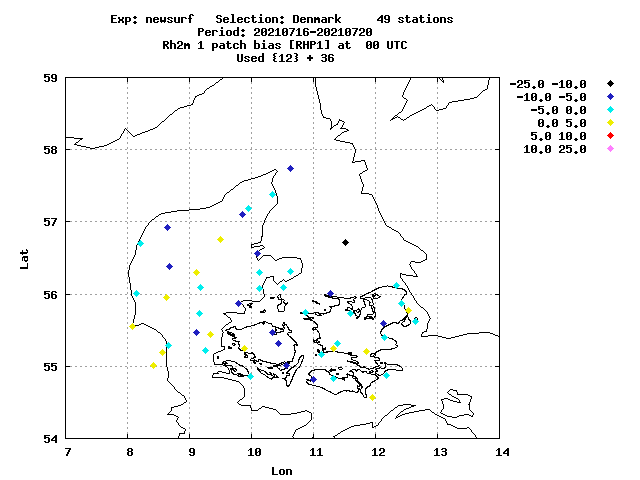 Exp: newsurf Selection: Denmark 49 stations
Period: 20210716-20210720
Rh2m 1 patch bias [RHP1] at 00 UTC
Used {12} + 36
59
58
57
56
55
54
Lat
7 8 9 10 11 12 13 14
Lon
-25.0 -10.0
-10.0 -5.0
-5.0 0.0
0.0 5.0
5.0 10.0
10.0 25.0